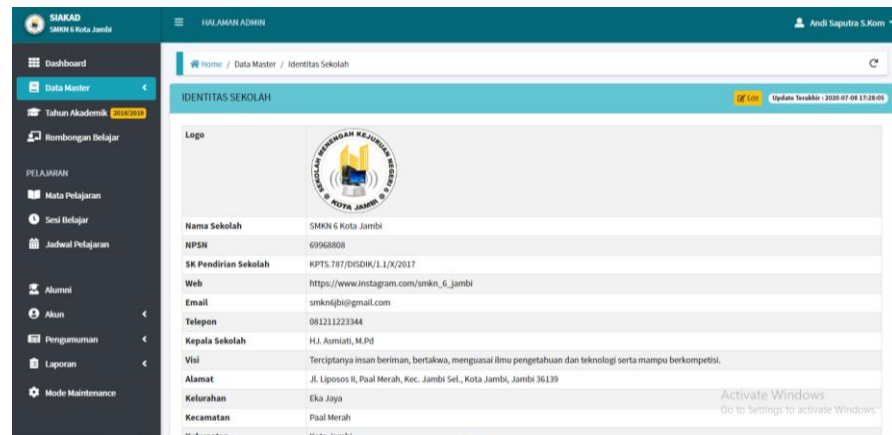 SIAKAD
SMKN 6 Kota Jambi
HALAMAN ADMIN
Andi Saputra S.Kom
Dashboard
Data Master
Tahun Akademik 2018/2019
Rombongan Belajar
PELAJARAN
Mata Pelajaran
Sesi Belajar
Jadwal Pelajaran
Alumni
Akun
Pengumuman
Laporan
Mode Maintenance
Home / Data Master / Identitas Sekolah
IDENTITAS SEKOLAH
Edit
Update Terakhir : 2020-07-08 17:28:05
Logo
SEKOLAH MENENGAH KEJURUAN NEGERI 6
KOTA JAMBI
Nama Sekolah SMKN 6 Kota Jambi
NPSN 69968808
SK Pendirian Sekolah KPTS.787/DISDIK/1.1/X/2017
Web https://www.instagram.com/smkn_6_jambi
Email smkn6jbi@gmail.com
Telepon 081211223344
Kepala Sekolah HJ. Asmiati, M.Pd
Visi Terciptanya insan beriman, bertakwa, menguasai ilmu pengetahuan dan teknologi serta mampu berkompetisi.
Alamat Jl. Liposos II, Paal Merah, Kec. Jambi Sel., Kota Jambi, Jambi 36139
Kelurahan Eka Jaya
Kecamatan Paal Merah
Activate Windows
Go to Settings to activate Windows.